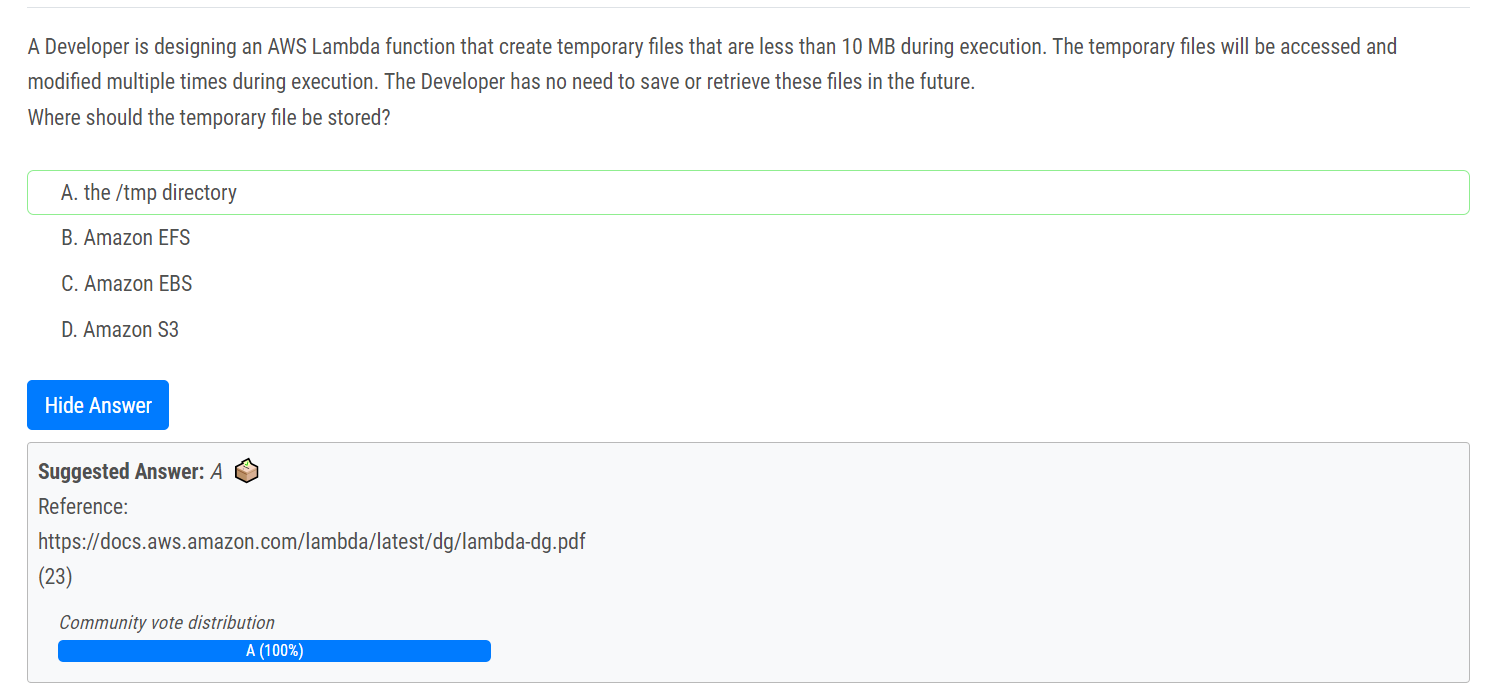 A Developer is designing an AWS Lambda function that create temporary files that are less than 10 MB during execution. The temporary files will be accessed and
modified multiple times during execution. The Developer has no need to save or retrieve these files in the future.
Where should the temporary file be stored?
A. the /tmp directory
B. Amazon EFS
C. Amazon EBS
D. Amazon S3
Hide Answer
Suggested Answer: A
Reference:
https://docs.aws.amazon.com/lambda/latest/dg/lambda-dg.pdf
(23)
Community vote distribution
A (100%)